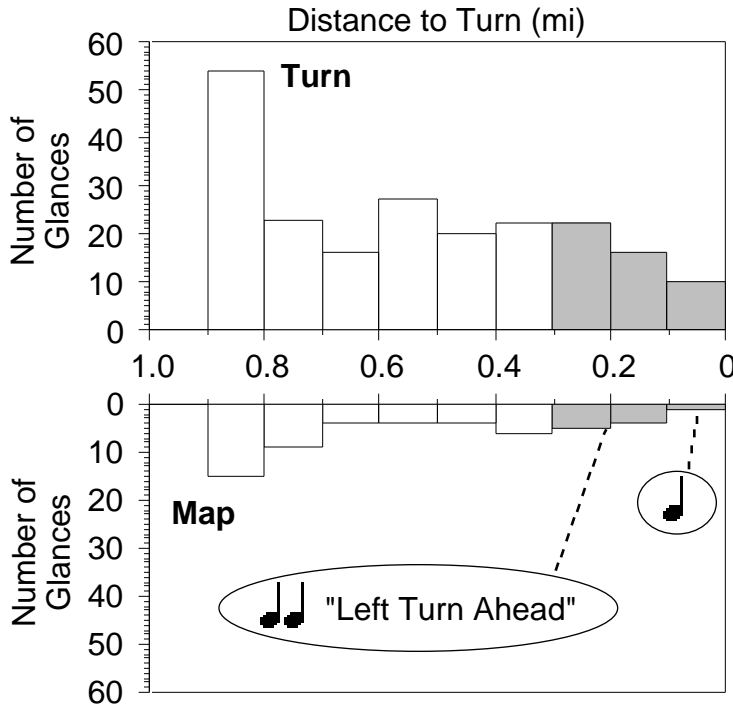 Distance to Turn (mi)
60
50
40
30
20
10
0
Number of
Glances
Turn
1.0 0.8 0.6 0.4 0.2 0
0
10
20
30
40
50
60
Number of
Glances
Map
"Left Turn Ahead"